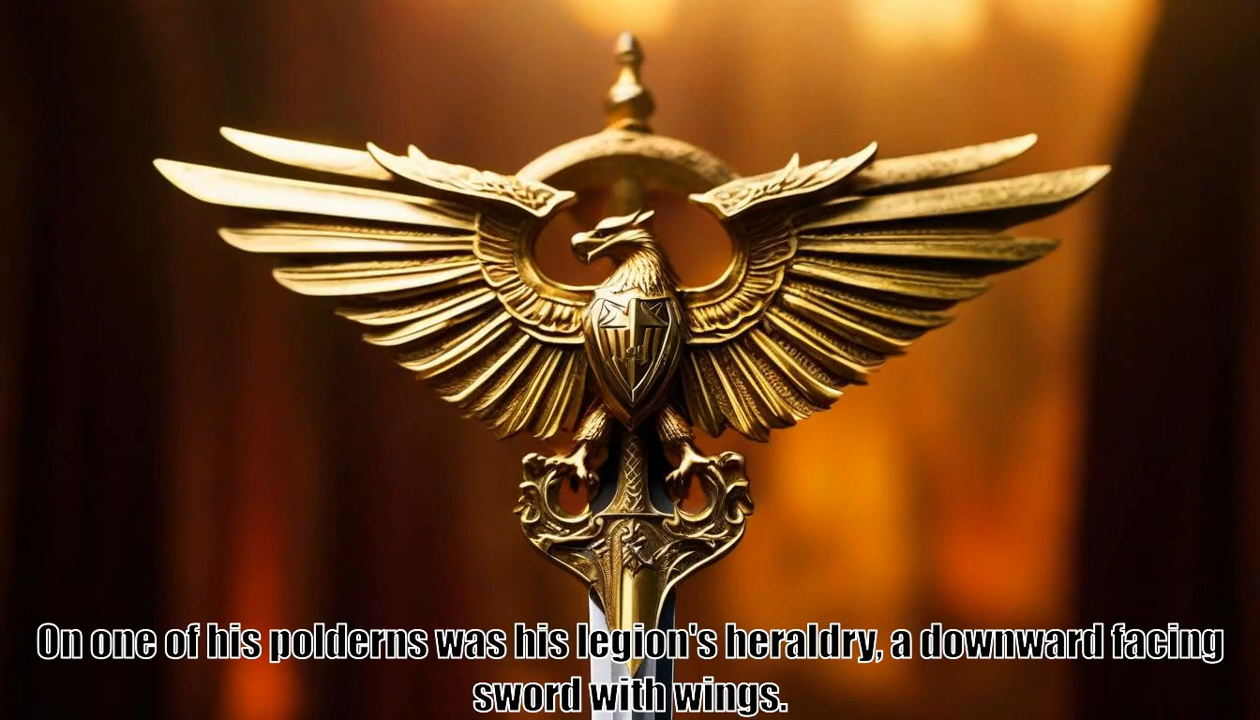 On one of his polderns was his legion's heraldry, a downward facing
sword with wings.